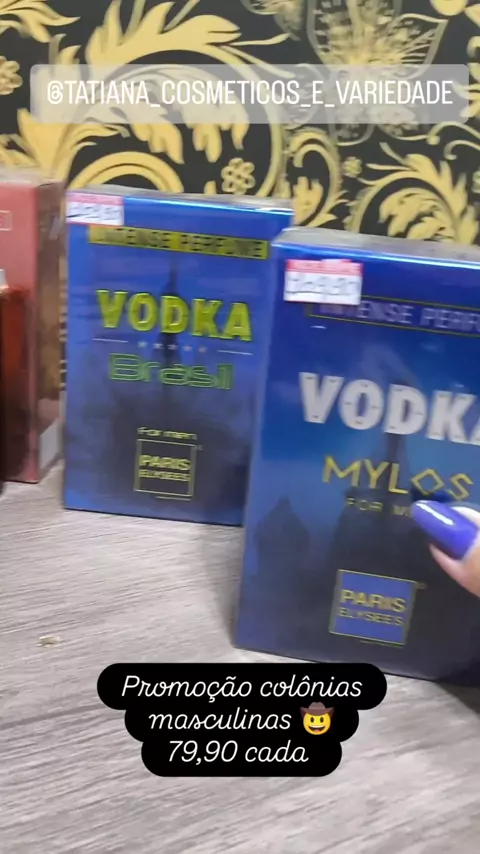 @TATIANA_COSMETICOS_E_VARIEDADE
INTENSE PERFUME
VODKA
Brasil
For men
PARIS
ELYSEES
INTENSE PERFU
VODKA
MYLOS
FOR M
PARIS
ELYSEES
Promoção colônias
masculinas 🤠
79,90 cada